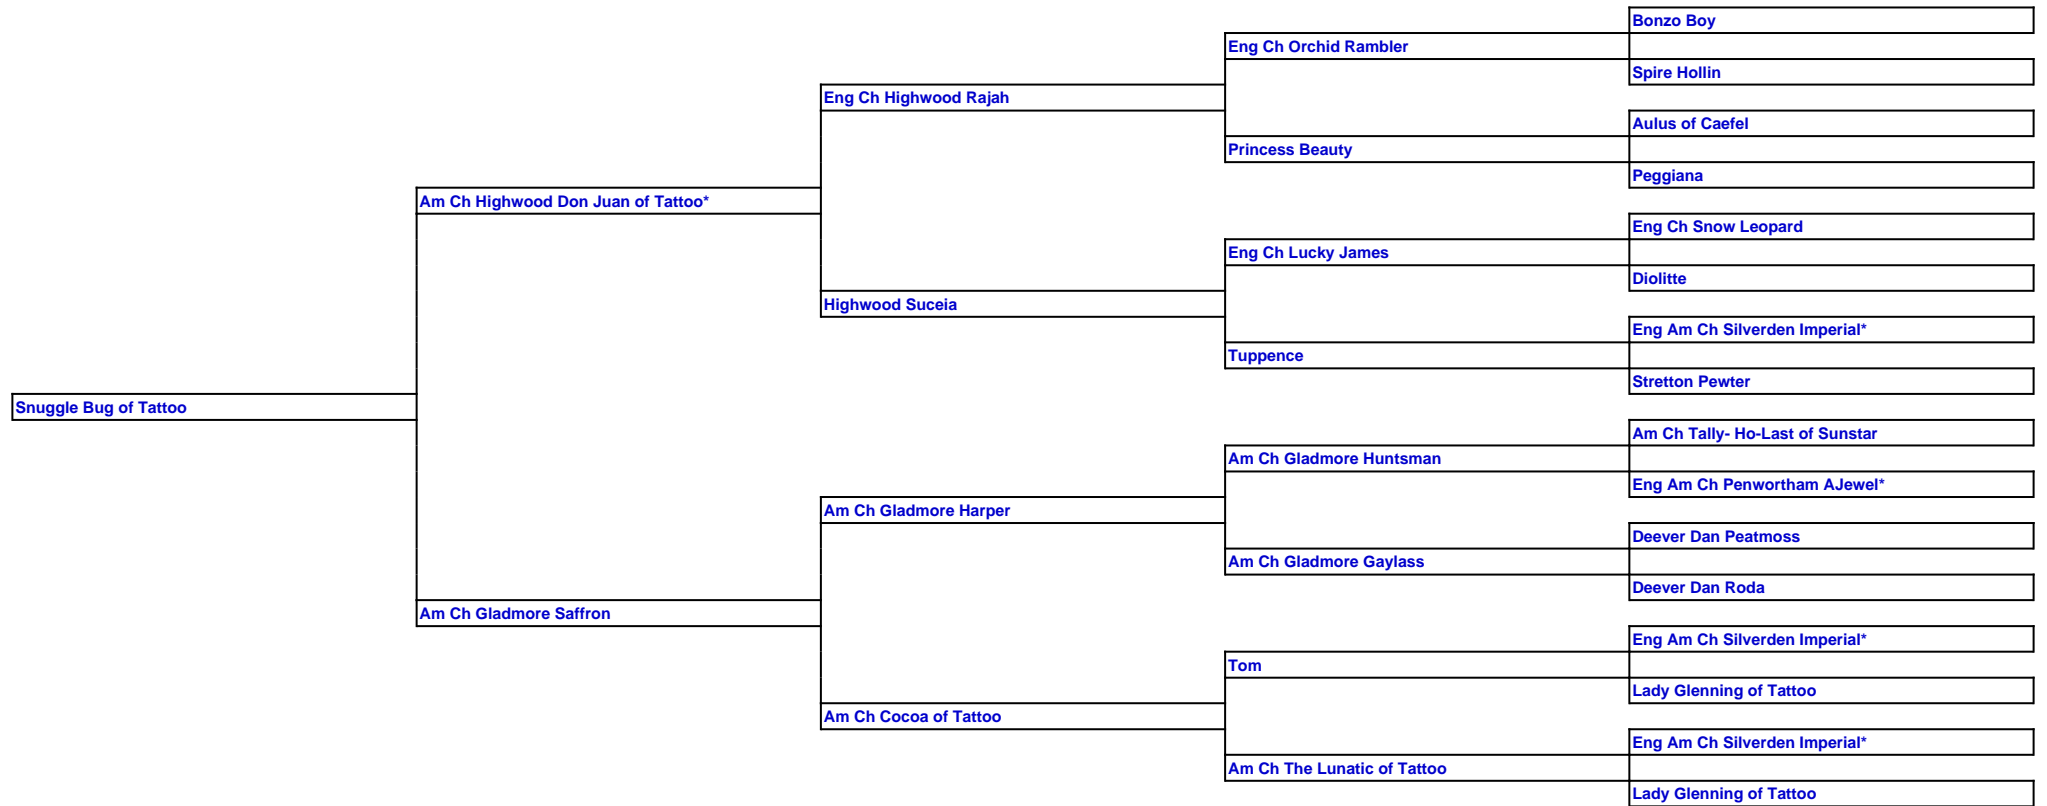 Bonzo Boy
Eng Ch Orchid Rambler
Spire Hollin
Eng Ch Highwood Rajah
Aulus of Caefel
Princess Beauty
Peggiana
Am Ch Highwood Don Juan of Tattoo*
Eng Ch Snow Leopard
Eng Ch Lucky James
Diolitte
Highwood Suceia
Eng Am Ch Silverden Imperial*
Tuppence
Stretton Pewter
Snuggle Bug of Tattoo
Am Ch Tally- Ho-Last of Sunstar
Am Ch Gladmore Huntsman
Eng Am Ch Penwortham AJewel*
Am Ch Gladmore Harper
Deever Dan Peatmoss
Am Ch Gladmore Gaylass
Deever Dan Roda
Am Ch Gladmore Saffron
Eng Am Ch Silverden Imperial*
Tom
Lady Glenning of Tattoo
Am Ch Cocoa of Tattoo
Eng Am Ch Silverden Imperial*
Am Ch The Lunatic of Tattoo
Lady Glenning of Tattoo